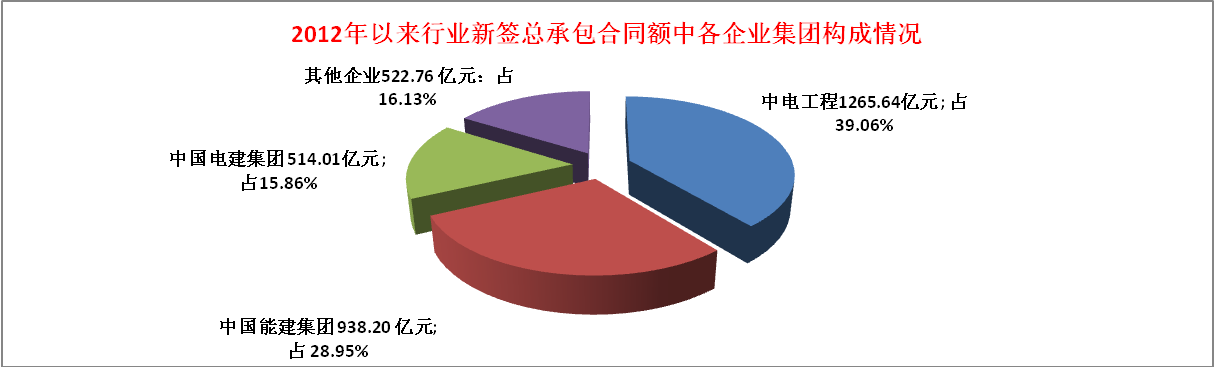 2012年以来行业新签总承包合同额中各企业集团构成情况
其他企业522.76 亿元：占
16.13%
中电工程1265.64亿元; 占
39.06%
中国电建集团514.01亿元;
占15.86%
中国能建集团938.20 亿元;
占 28.95%